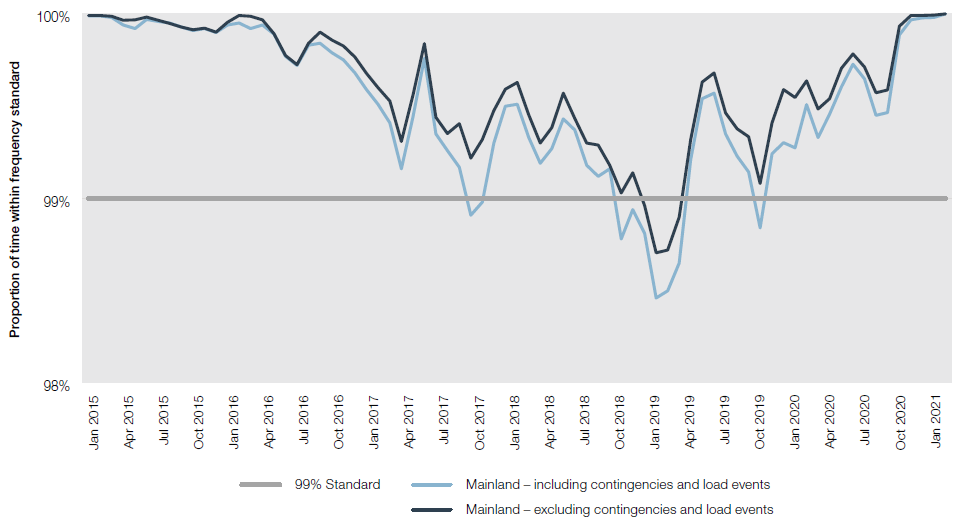 Proportion of time within frequency standard
100%
99%
98%
Jan 2015
Apr 2015
Jul 2015
Oct 2015
Jan 2016
Apr 2016
Jul 2016
Oct 2016
Jan 2017
Apr 2017
Jul 2017
Oct 2017
Jan 2018
Apr 2018
Jul 2018
Oct 2018
Jan 2019
Apr 2019
Jul 2019
Oct 2019
Jan 2020
Apr 2020
Jul 2020
Oct 2020
Jan 2021
99% Standard
Mainland – including contingencies and load events
Mainland – excluding contingencies and load events